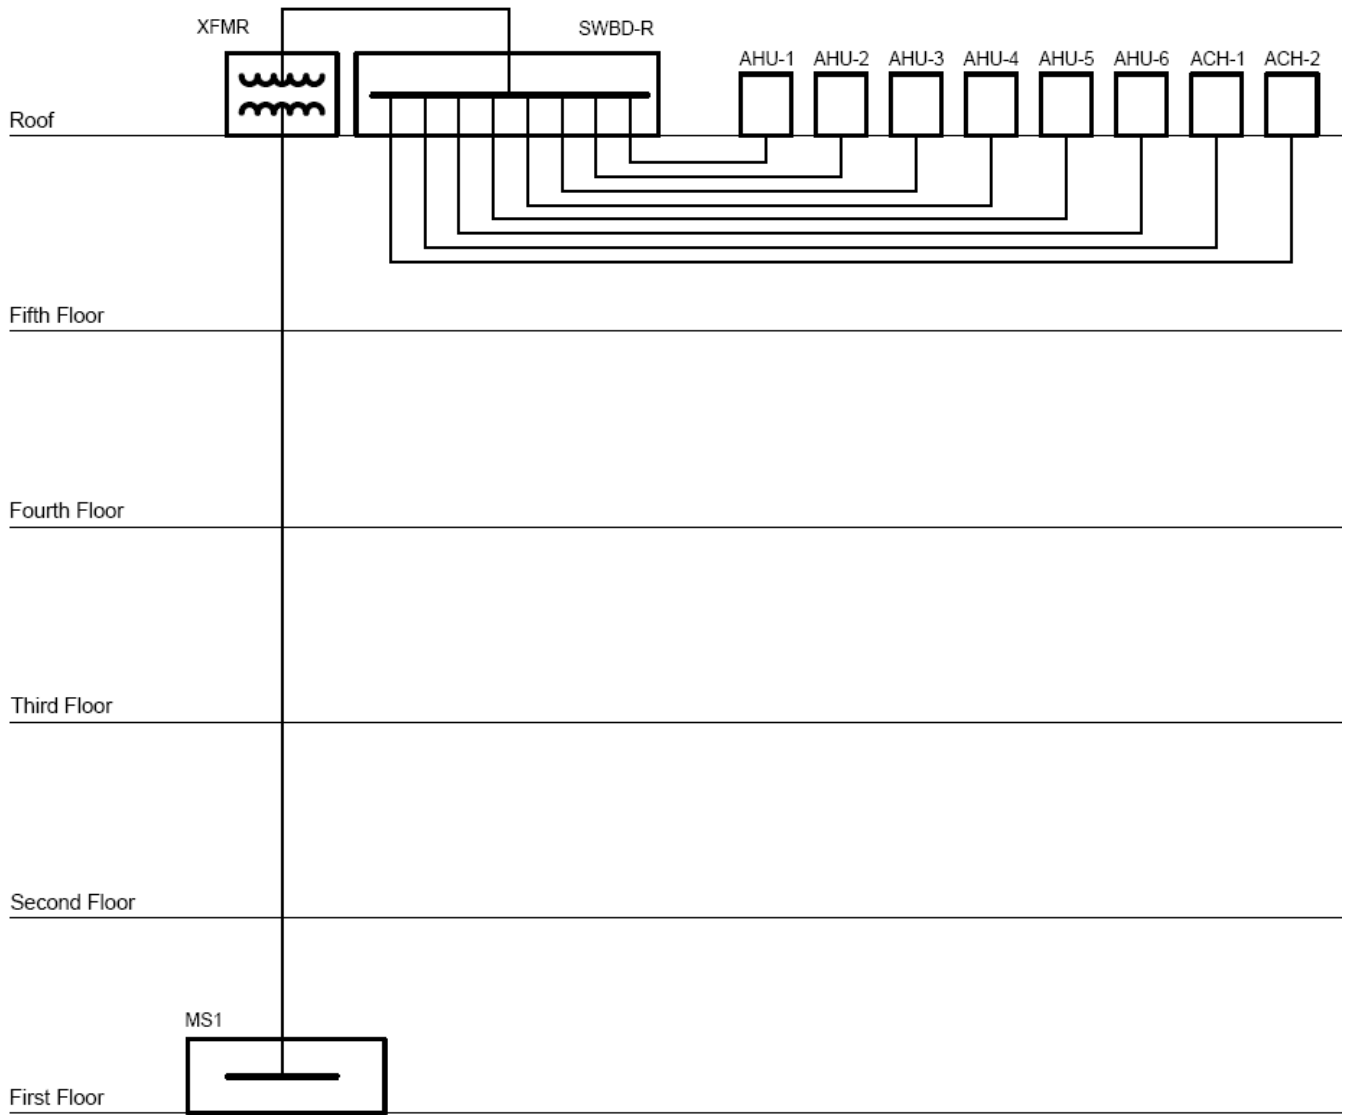 XFMR
SWBD-R
AHU-1 AHU-2 AHU-3 AHU-4 AHU-5 AHU-6 ACH-1 ACH-2
Roof
Fifth Floor
Fourth Floor
Third Floor
Second Floor
MS1
First Floor